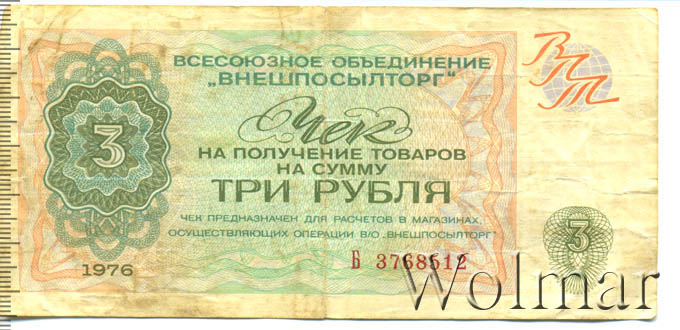 ВСЕСОЮЗНОЕ ОБЪЕДИНЕНИЕ
„ВНЕШПОСЫЛТОРГ"
ВПТ
Чек
НА ПОЛУЧЕНИЕ ТОВАРОВ
НА СУММУ
ТРИ РУБЛЯ
3
ЧЕК ПРЕДНАЗНАЧЕН ДЛЯ РАСЧЕТОВ В МАГАЗИНАХ,
ОСУЩЕСТВЛЯЮЩИХ ОПЕРАЦИИ В/О „ВНЕШПОСЫЛТОРГ"
3
1976
Б 3768512
Wolmar